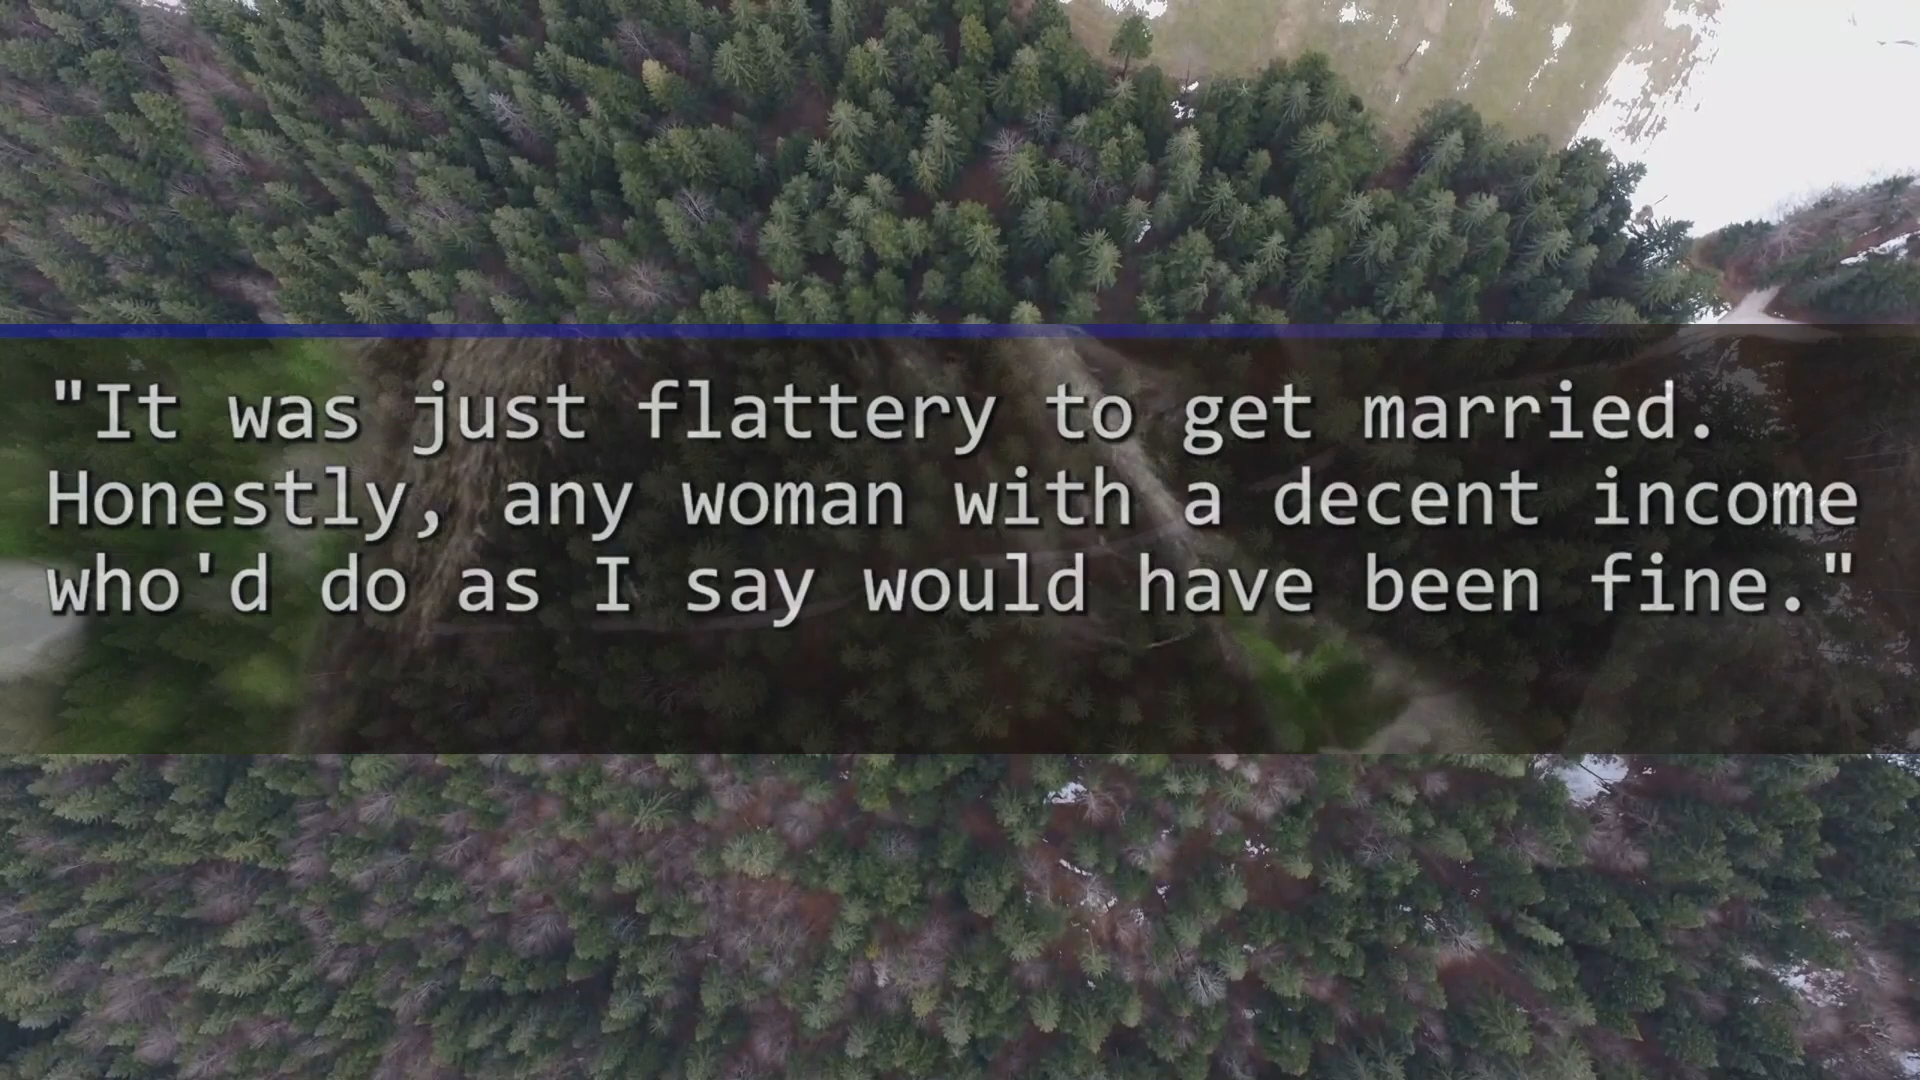 "It was just flattery to get married.
Honestly, any woman with a decent income
who'd do as I say would have been fine."